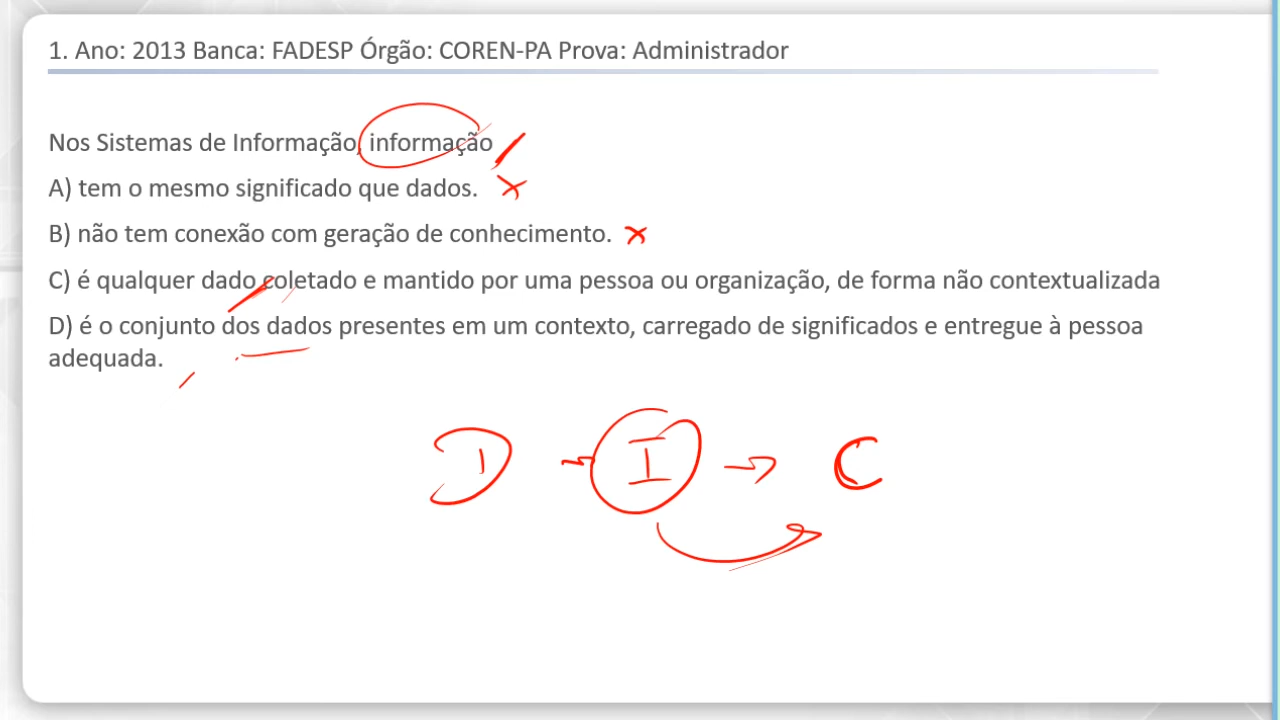 1. Ano: 2013 Banca: FADESP Órgão: COREN-PA Prova: Administrador
Nos Sistemas de Informação, informação
A) tem o mesmo significado que dados.
B) não tem conexão com geração de conhecimento.
C) é qualquer dado coletado e mantido por uma pessoa ou organização, de forma não contextualizada
D) é o conjunto dos dados presentes em um contexto, carregado de significados e entregue à pessoa
adequada.
D → I → C